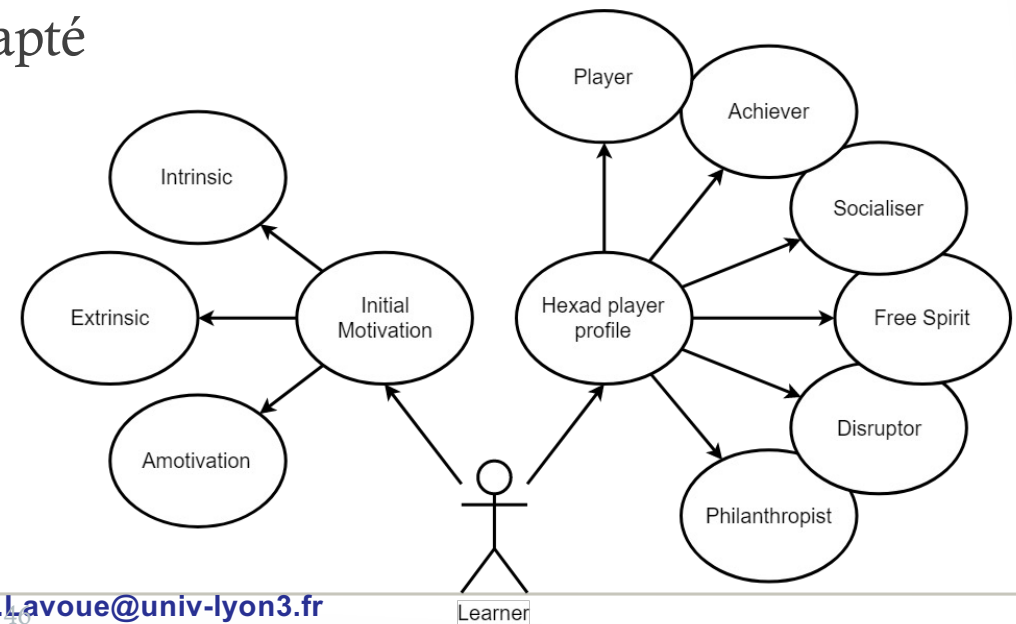 apté
Player
Achiever
Intrinsic
Socialiser
Extrinsic
Initial
Motivation
Hexad player
profile
Free Spirit
Disruptor
Amotivation
Philanthropist
.Lavoue@univ-lyon3.fr
46
Learner